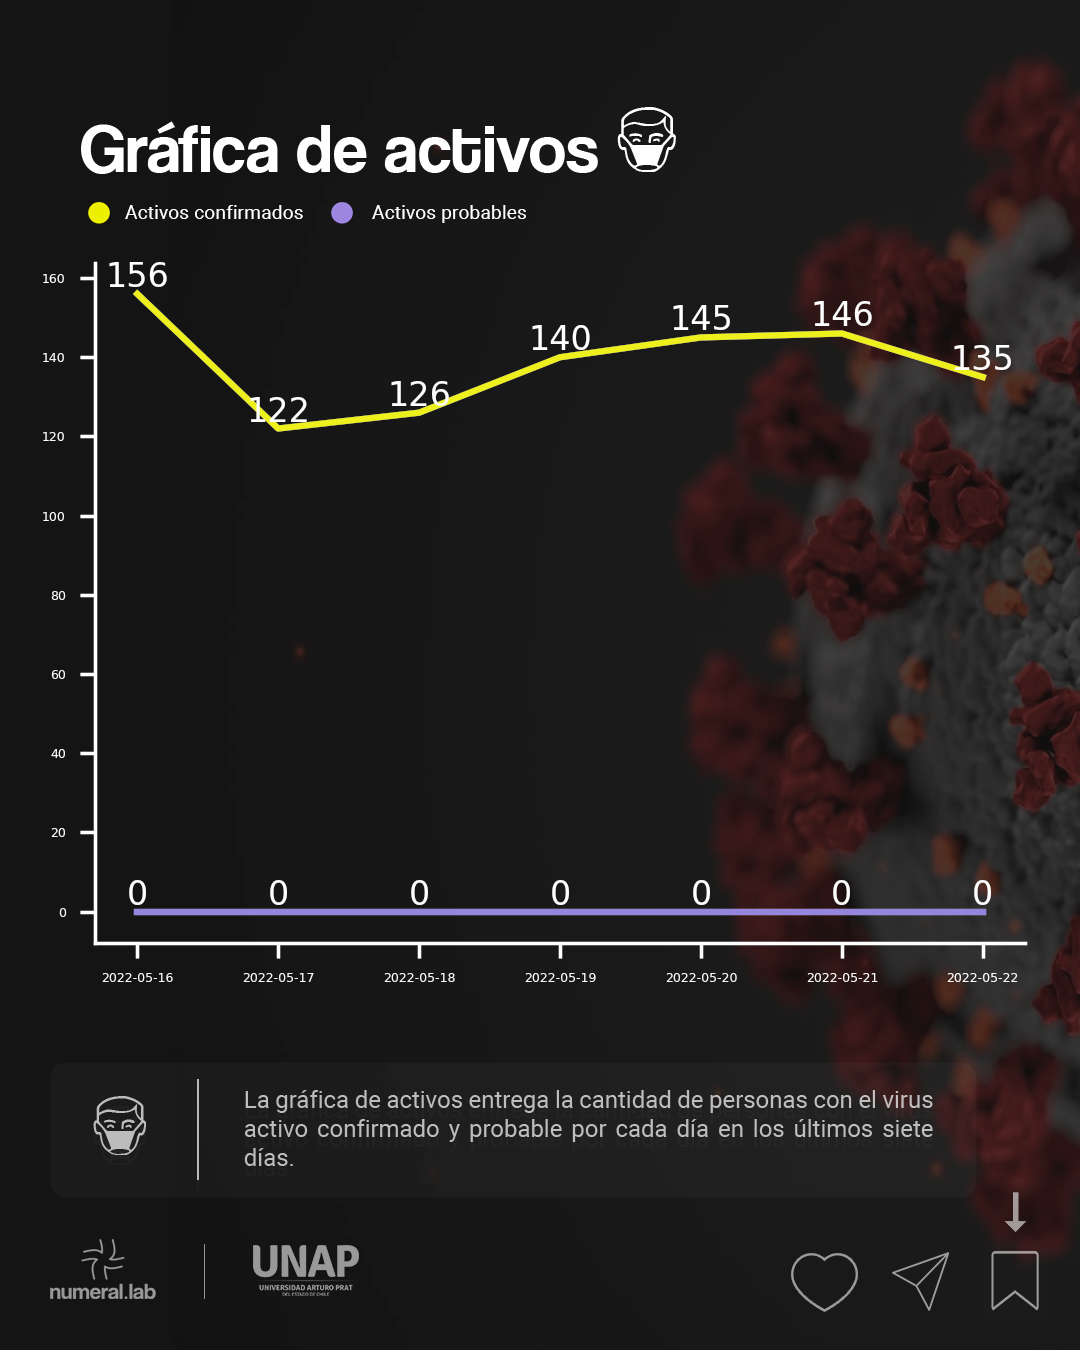 Gráfica de activos
Activos confirmados Activos probables
160
140
120
100
80
60
40
20
0
156 122 126 140 145 146 135
0 0 0 0 0 0 0
2022-05-16 2022-05-17 2022-05-18 2022-05-19 2022-05-20 2022-05-21 2022-05-22
La gráfica de activos entrega la cantidad de personas con el virus
activo confirmado y probable por cada día en los últimos siete
días.
numeral.lab
UNAP
UNIVERSIDAD ARTURO PRAT
DEL ESTADO DE CHILE